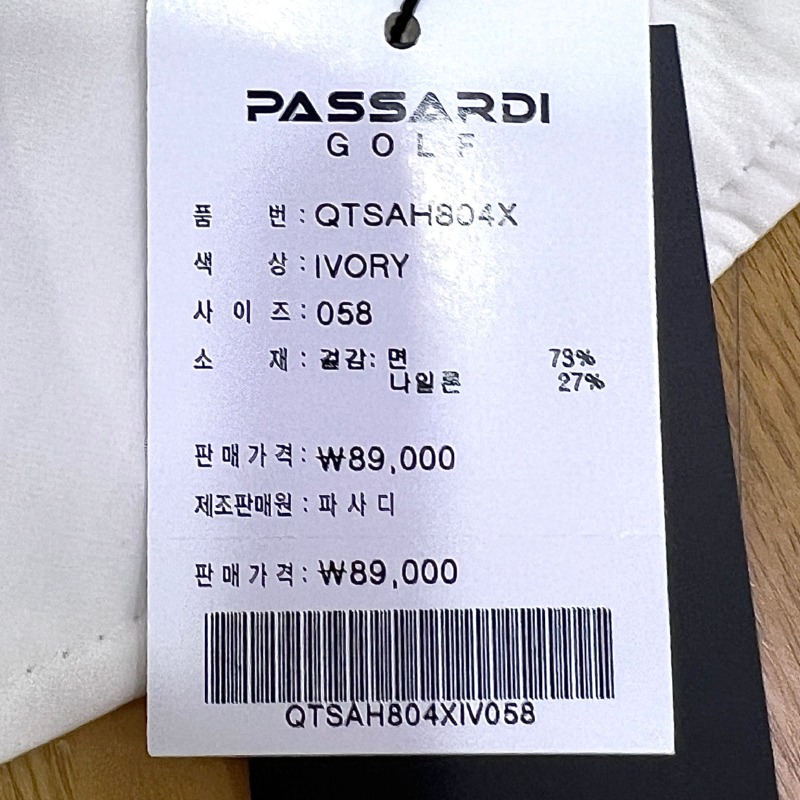 PASSARDI
GOLF
품 번 : QTSAH804X
색 상 : IVORY
사 이 즈 : 058
소 재 : 겉감: 면 73%
나일론 27%
판 매 가 격 : ₩89,000
제조판매원 : 파 사 디
판 매 가 격 : ₩89,000
QTSAH804XIV058